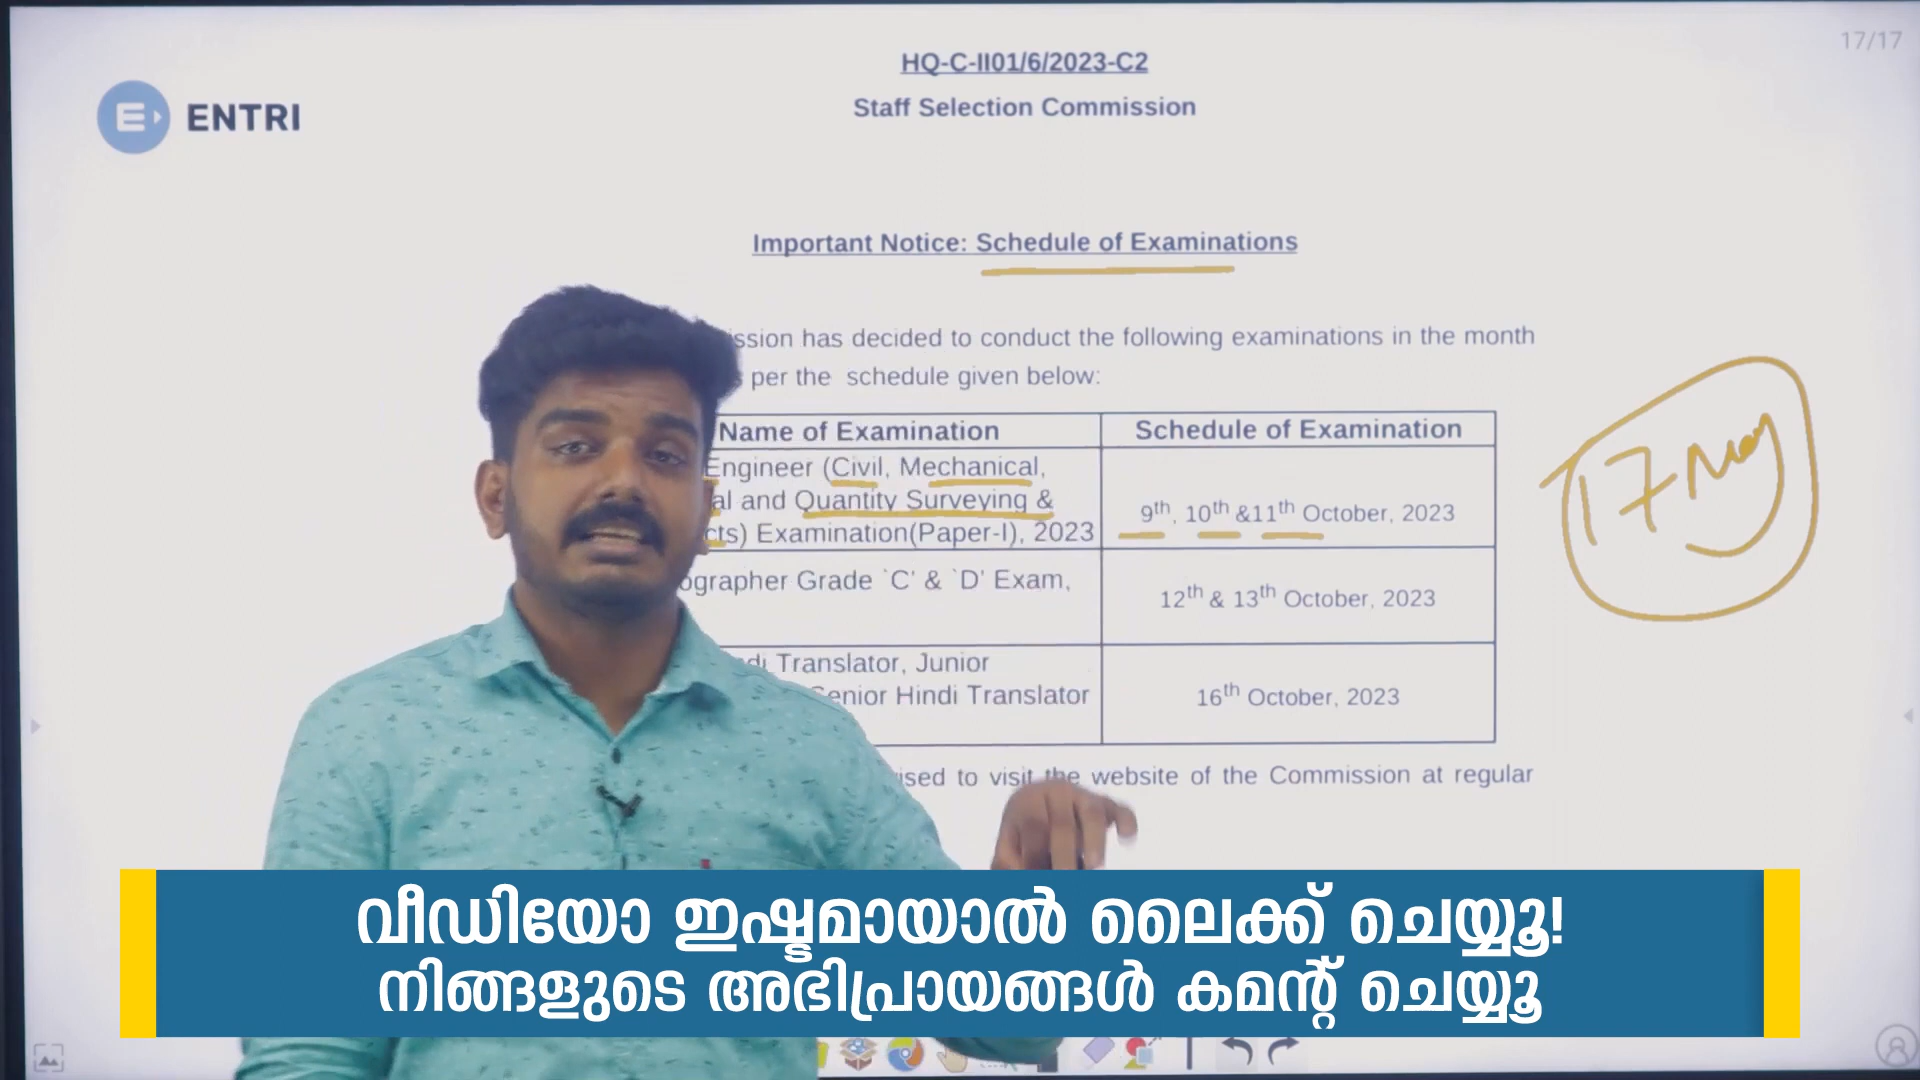 17/17
HQ-C-II01/6/2023-C2
ENTRI
Staff Selection Commission
Important Notice: Schedule of Examinations
ssion has decided to conduct the following examinations in the month
per the schedule given below:
Name of Examination
Schedule of Examination
Engineer (Civil, Mechanical,
al and Quantity Surveying &
cts) Examination(Paper-I), 2023
9th, 10th &11th October, 2023
17 May
ographer Grade `C' & `D' Exam,
12th & 13th October, 2023
di Translator, Junior
Senior Hindi Translator
16th October, 2023
ised to visit the website of the Commission at regular
വീഡിയോ ഇഷ്ടമായാൽ ലൈക്ക് ചെയ്യൂ!
നിങ്ങളുടെ അഭിപ്രായങ്ങൾ കമന്റ് ചെയ്യൂ